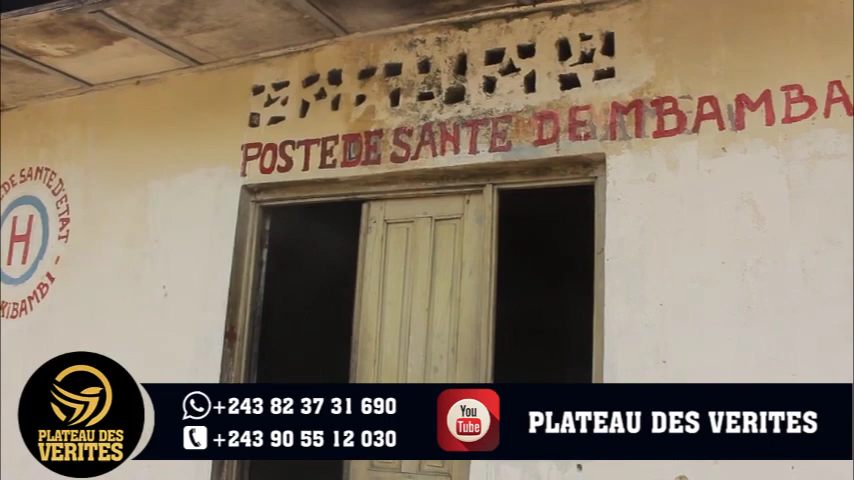 POSTE DE SANTE DE MBAMBA
DE SANTE D'ETAT -
H
KIBAMBI -
+243 82 37 31 690
+243 90 55 12 030
You
Tube
PLATEAU DES VERITES
PLATEAU DES
VERITES